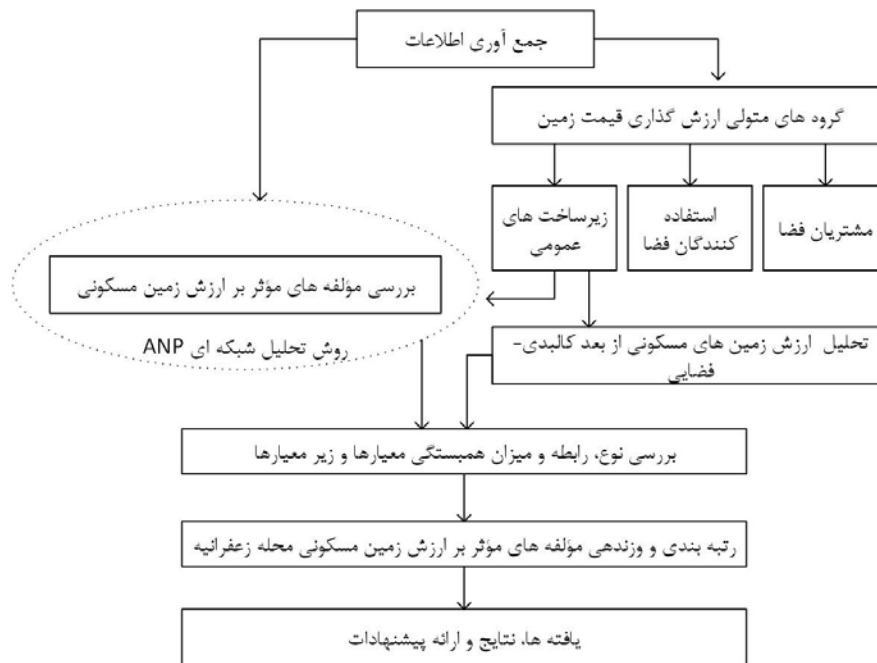 جمع آوری اطلاعات
گروه های متولی ارزش گذاری قیمت زمین
مشتریان فضا
استفاده
کنندگان فضا
زیرساخت های
عمومی
بررسی مؤلفه های مؤثر بر ارزش زمین مسکونی
روش تحلیل شبکه ای ANP
تحلیل ارزش زمین های مسکونی از بعد کالبدی-
فضایی
بررسی نوع، رابطه و میزان همبستگی معیارها و زیر معیارها
رتبه بندی و وزندهی مؤلفه های مؤثر بر ارزش زمین مسکونی محله زعفرانیه
یافته ها، نتایج و ارائه پیشنهادات